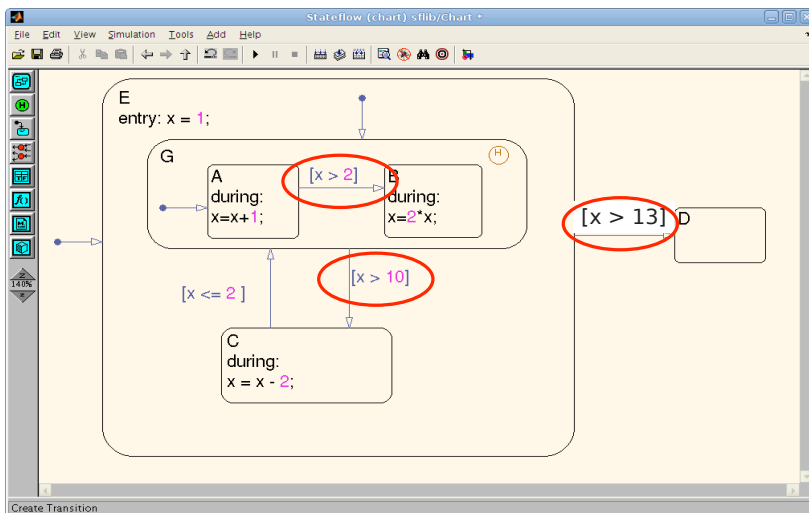 Stateflow (chart) sflib/Chart *
File Edit View Simulation Tools Add Help
E
entry: x = 1;
G
H
A
during:
x=x+1;
[x > 2]
B
during:
x=2*x;
[x > 13]
D
[x <= 2 ]
[x > 10]
C
during:
x = x - 2;
H
f()
Z
140%
Z
Create Transition